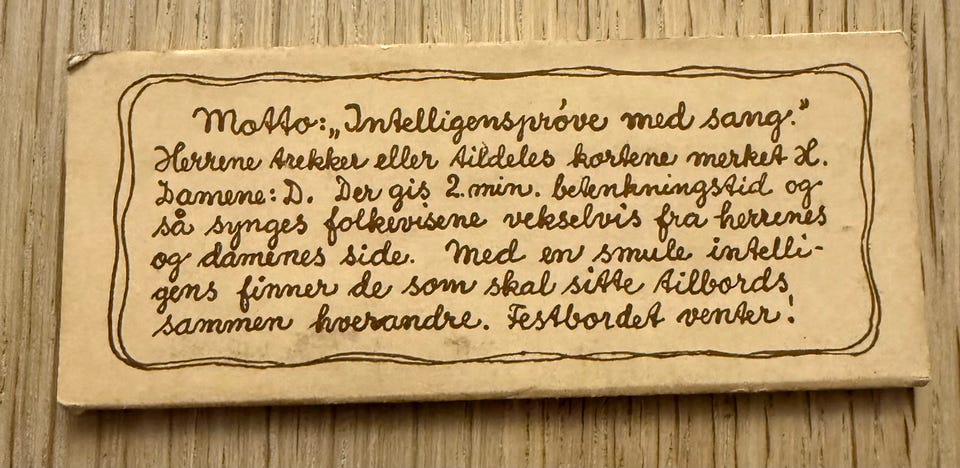 Motto: „Intelligensprøve med sang."
Herrene trekker eller tildeles kortene merket H.
Damene: D. Der gis 2 min. betenkningstid og
så synges folkevisene vekselvis fra herrenes
og damenes side. Med en smule intelli-
gens finner de som skal sitte tilbords
sammen hverandre. Festbordet venter!